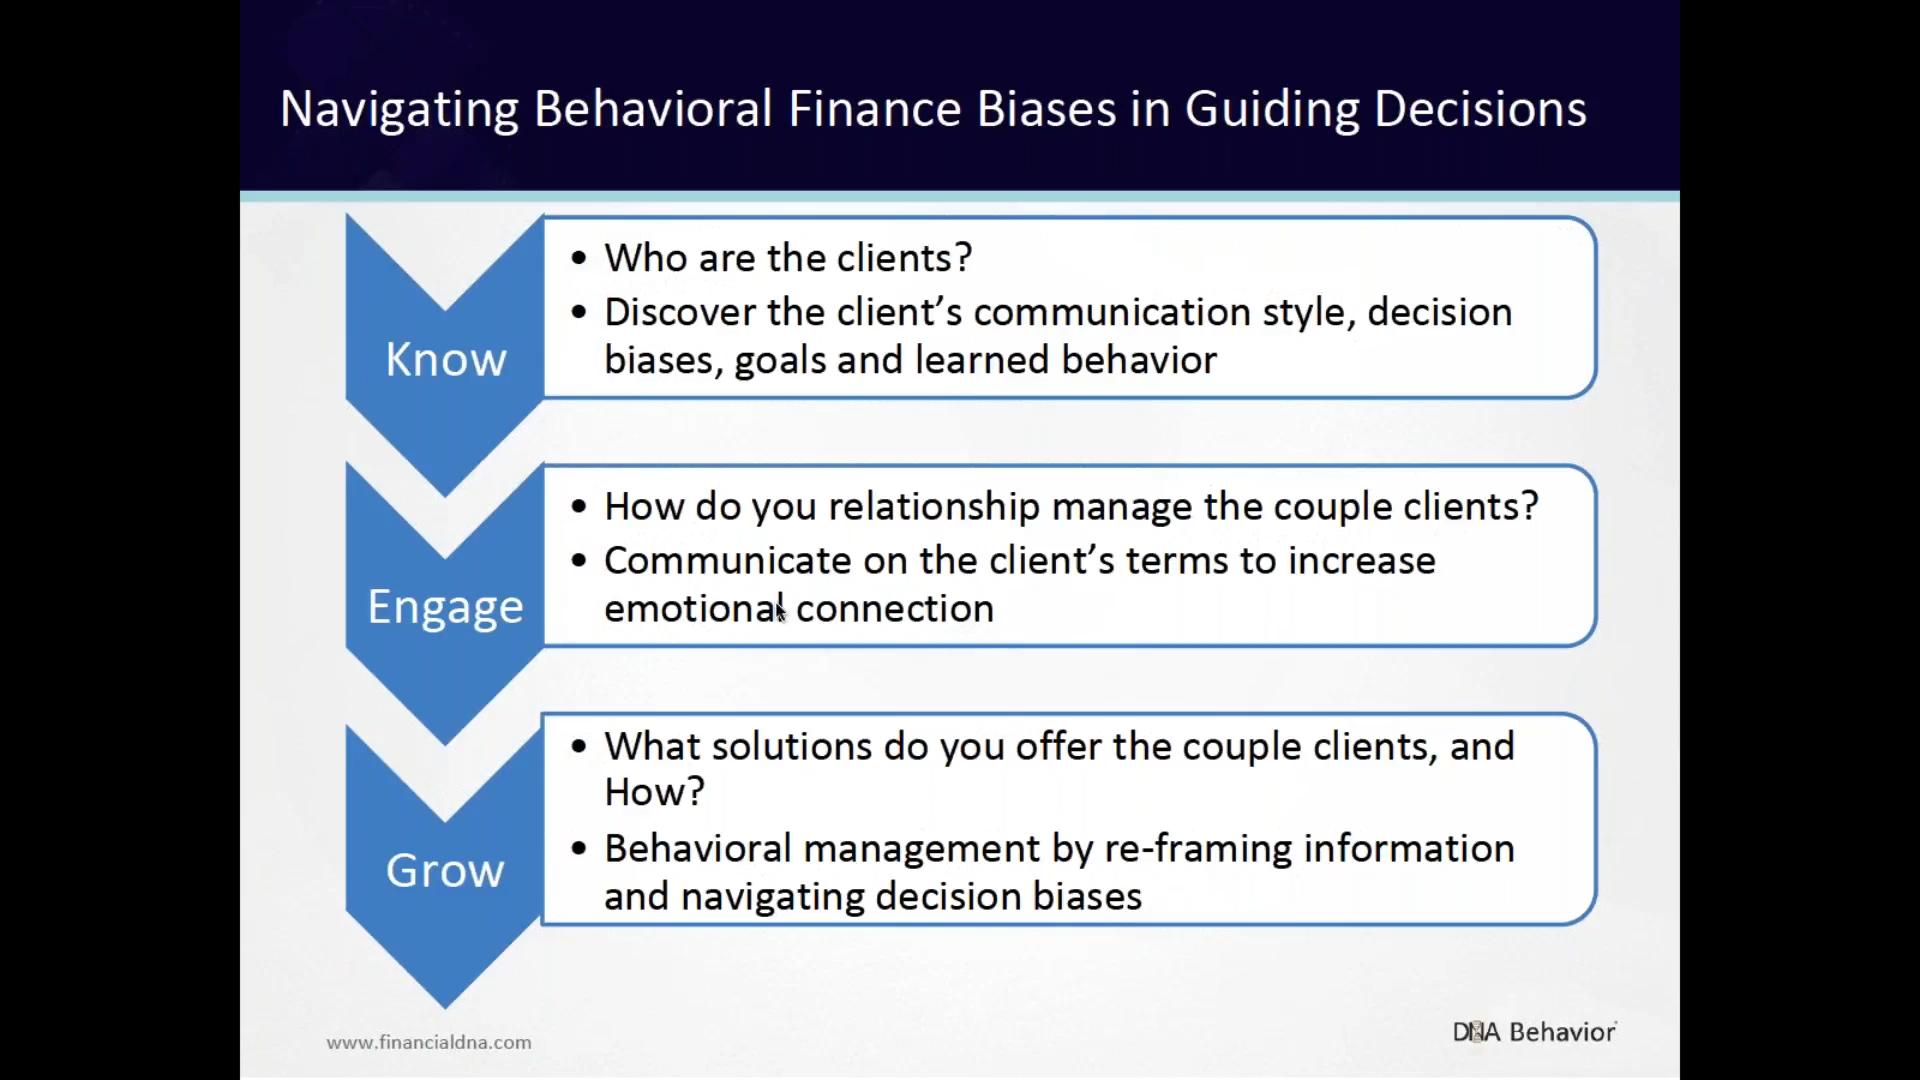 Navigating Behavioral Finance Biases in Guiding Decisions
Know
• Who are the clients?
• Discover the client’s communication style, decision
biases, goals and learned behavior
Engage
• How do you relationship manage the couple clients?
• Communicate on the client’s terms to increase
emotional connection
Grow
• What solutions do you offer the couple clients, and
How?
• Behavioral management by re-framing information
and navigating decision biases
www.financialdna.com
DNA Behavior